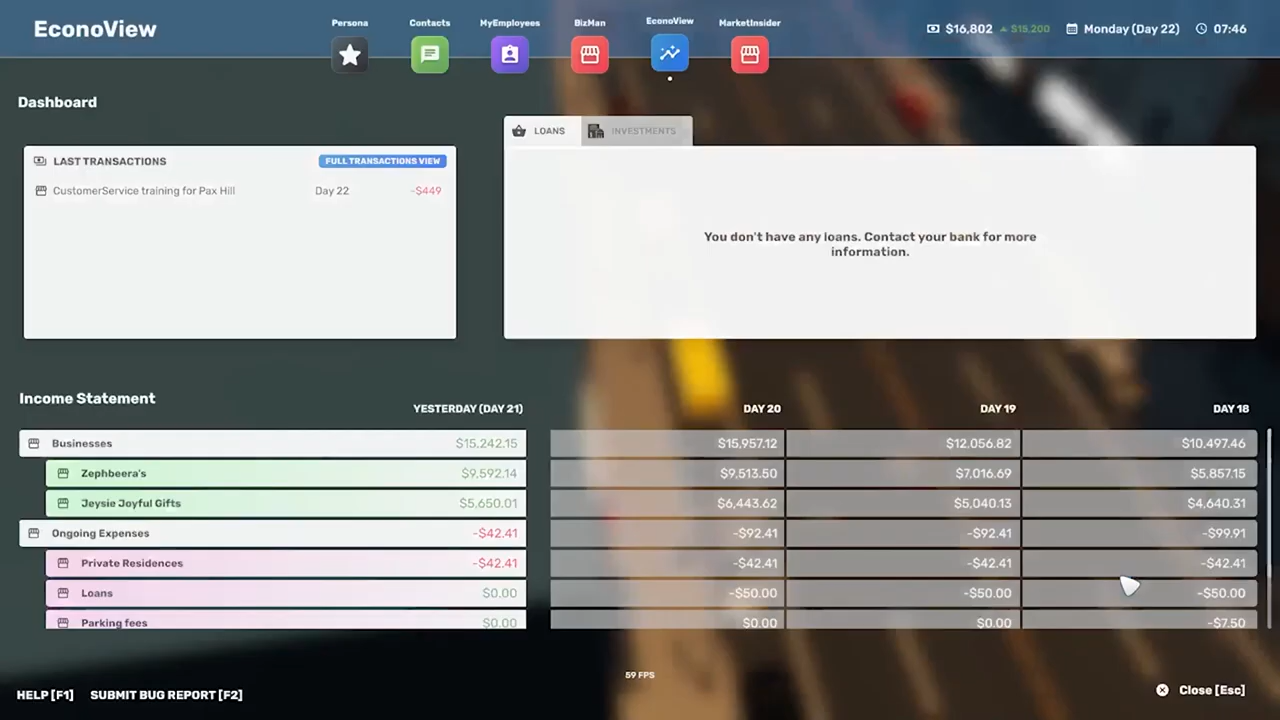 EconoView
Persona
Contacts
MyEmployees
BizMan
EconoView
MarketInsider
$16,802 $15,200 Monday (Day 22) 07:46
Dashboard
LAST TRANSACTIONS FULL TRANSACTIONS VIEW
CustomerService training for Pax Hill Day 22 -$449
LOANS INVESTMENTS
You don't have any loans. Contact your bank for more
information.
Income Statement
YESTERDAY (DAY 21) DAY 20 DAY 19 DAY 18
Businesses $15,242.15 $15,957.12 $12,056.82 $10,497.46
Zephbeera's $9,592.14 $9,513.50 $7,016.69 $5,857.15
Jeysie Joyful Gifts $5,650.01 $6,443.62 $5,040.13 $4,640.31
Ongoing Expenses -$42.41 -$92.41 -$92.41 -$99.91
Private Residences -$42.41 -$42.41 -$42.41 -$42.41
Loans $0.00 -$50.00 -$50.00 -$50.00
Parking fees $0.00 $0.00 $0.00 -$7.50
59 FPS
HELP [F1] SUBMIT BUG REPORT [F2]
Close [Esc]